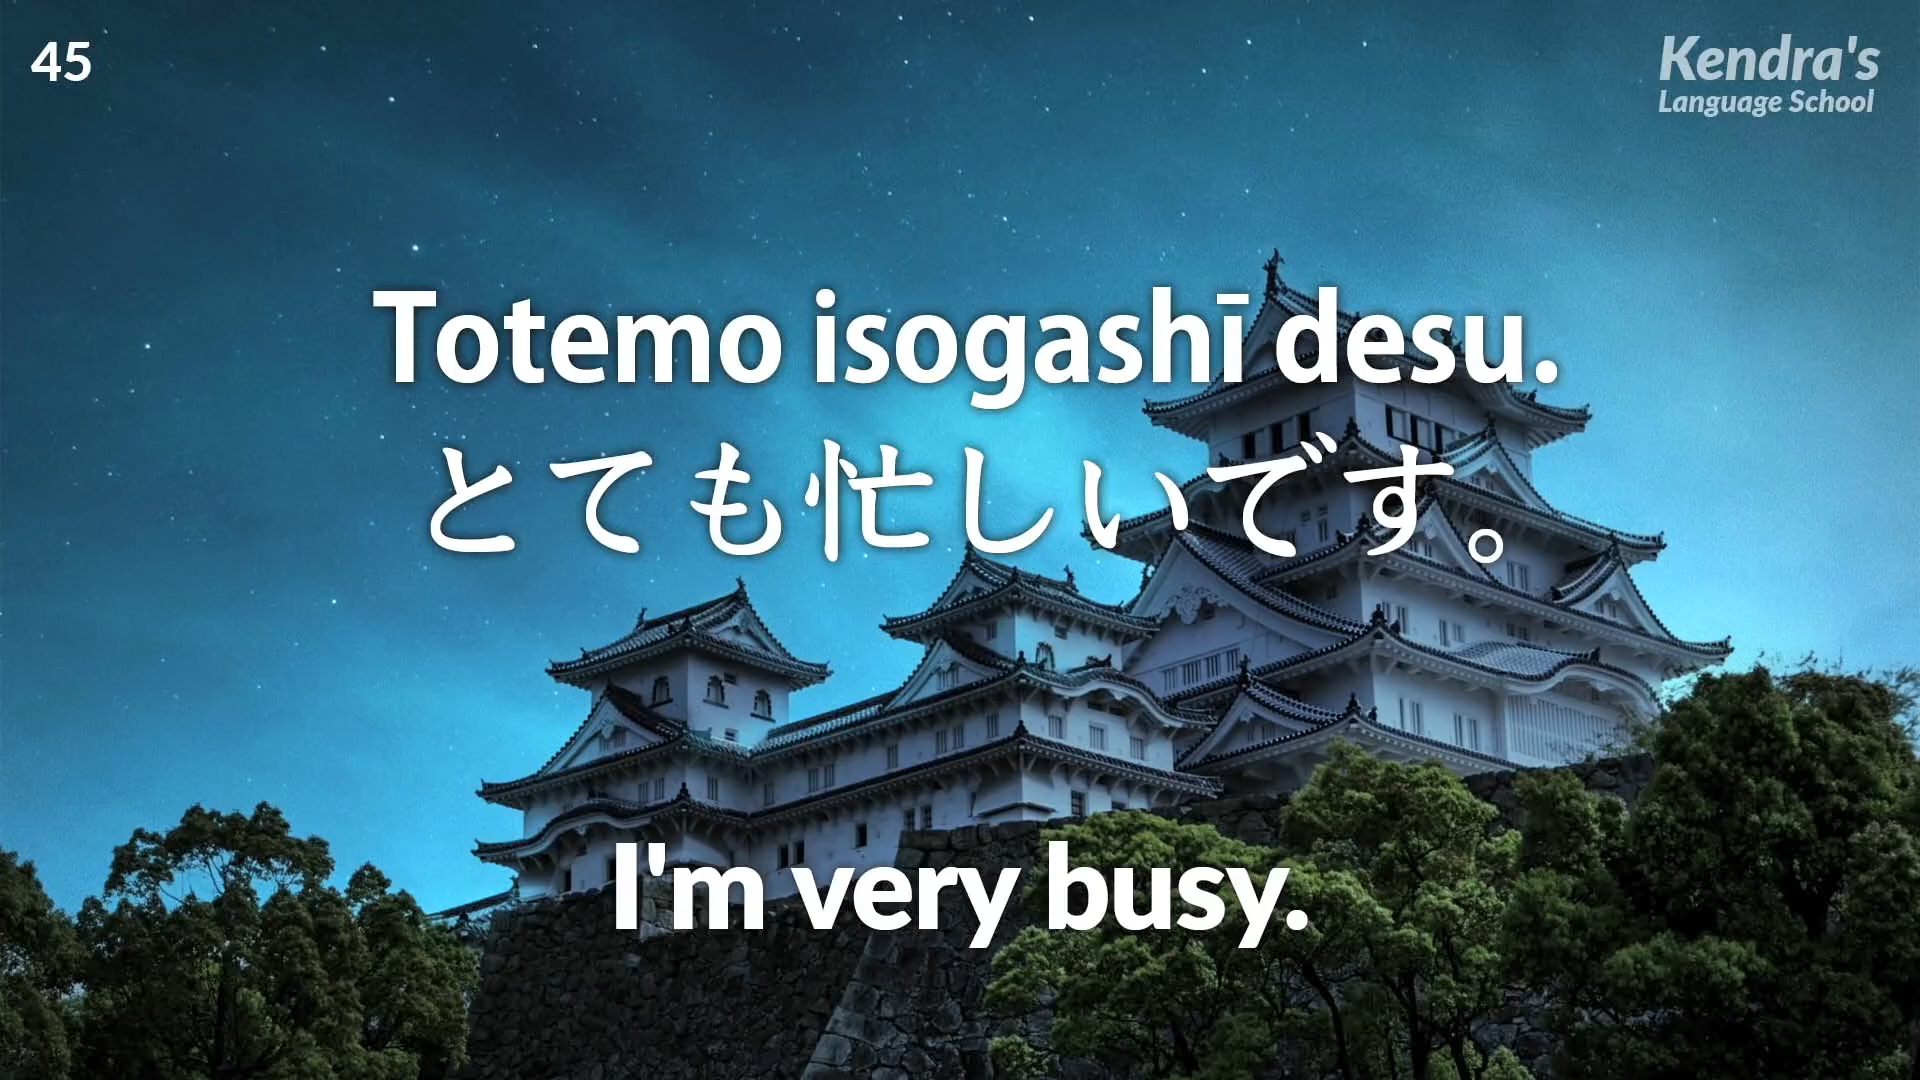 45
Kendra's
Language School
Totemo isogashī desu.
とても忙しいです。
I'm very busy.